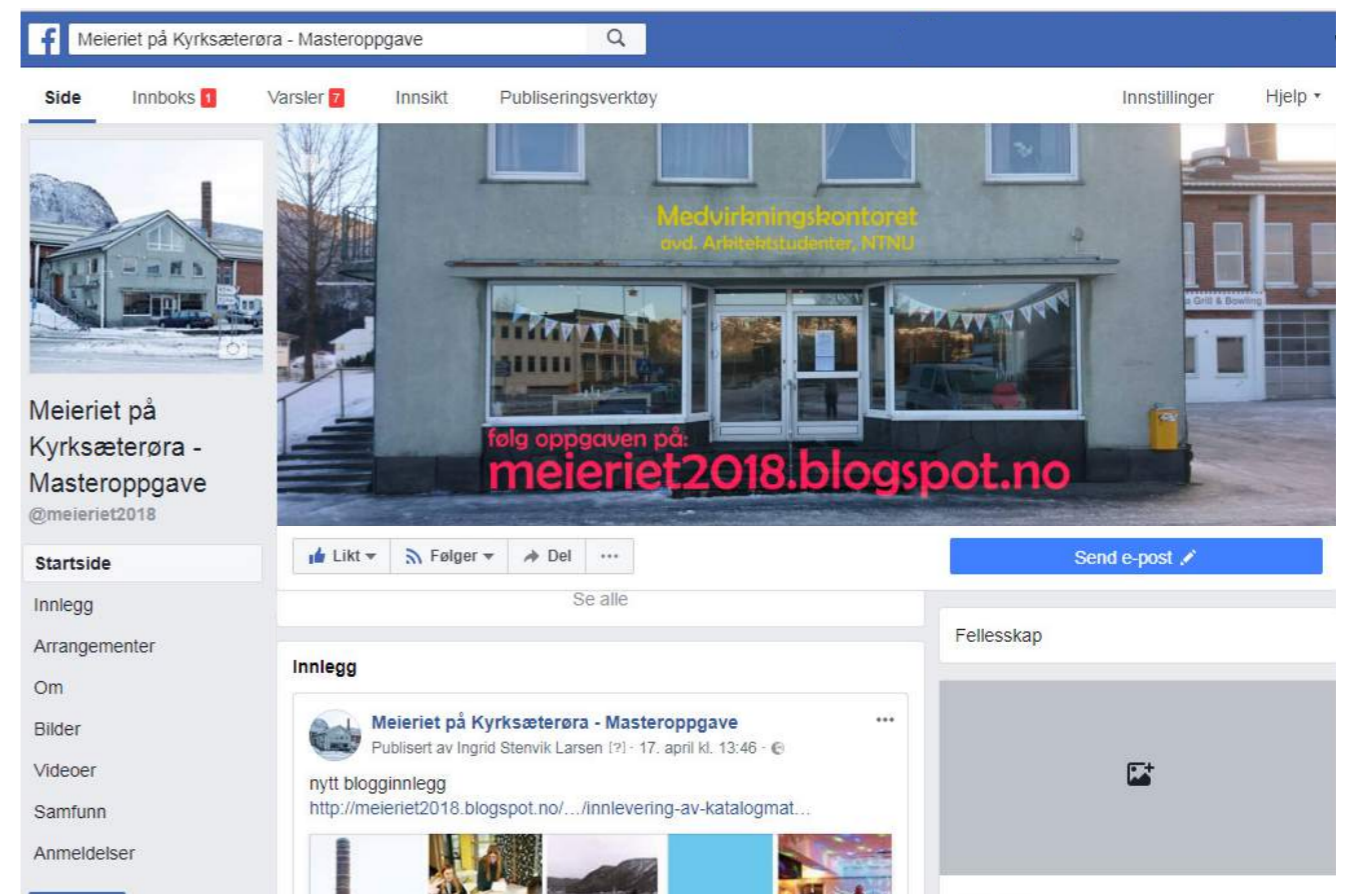 Meieriet på Kyrksæterøra - Masteroppgave
Side Innboks 1 Varsler 7 Innsikt Publiseringsverktøy Innstillinger Hjelp
Medvirkningskontoret
avd. Arkitektstudenter, NTNU
Grill & Bowling
følg oppgaven på:
meieriet2018.blogspot.no
Meieriet på
Kyrksæterøra -
Masteroppgave
@meieriet2018
Likt Følger Del ... Send e-post
Startside
Innlegg
Arrangementer
Om
Bilder
Videoer
Samfunn
Anmeldelser
Se alle
Innlegg
Meieriet på Kyrksæterøra - Masteroppgave ...
Publisert av Ingrid Stenvik Larsen [?] · 17. april kl. 13:46 ·
nytt blogginnlegg
http://meieriet2018.blogspot.no/…/innlevering-av-katalogmat…
Fellesskap